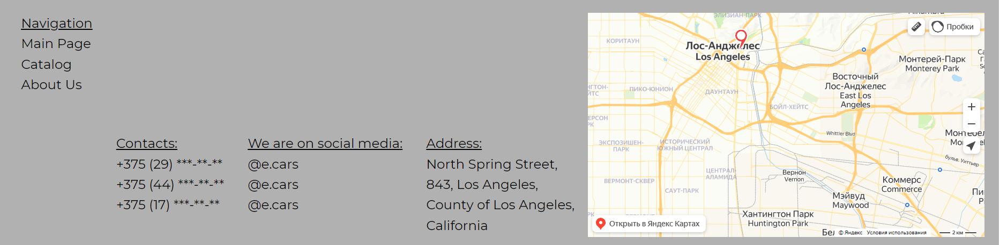 Navigation
Main Page
Catalog
About Us
Contacts:
+375 (29) ***-**-**
+375 (44) ***-**-**
+375 (17) ***-**-**
We are on social media:
@e.cars
@e.cars
@e.cars
Address:
North Spring Street,
843, Los Angeles,
County of Los Angeles,
California
ЭЛИЗИАН-ПАРК
Пробки
КОРИТАУН
Лос-Анджелес
Los Angeles
Монтерей-Парк
Monterey Park
Восточный
Лос-Анджелес
East Los
Angeles
ПИКО-ЮНИОН
ДАУНТАУН
БОЙЛ-ХЕЙТС
Whittier Blvd
ЭКСПОЗИШЕН-
ПАРК
ИСТОРИЧЕСКИЙ
ЮЖНЫЙ ЦЕНТРАЛ
бульв. Уиттьер
ЦЕНТРАЛ-
АЛАМИДА
Вернон
Vernon
ВЕРМОНТ-СКВЕР
САУТ-ПАРК
Коммерс
Commerce
Мэйвуд
Maywood
Хантингтон Парк
Huntington Park
Открыть в Яндекс Картах
© Яндекс Условия использования
2 км